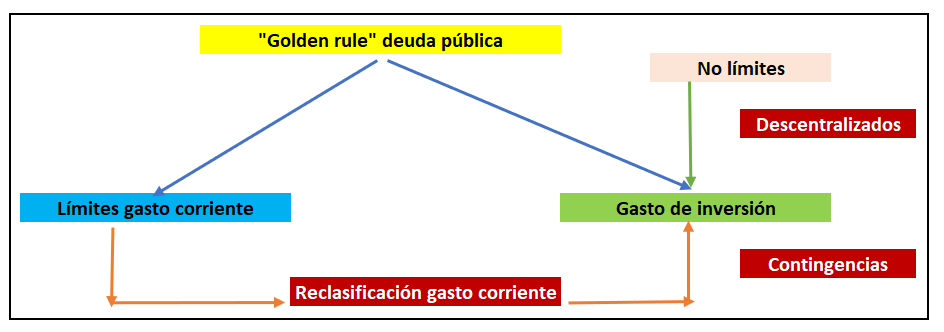 "Golden rule" deuda pública
No límites
Descentralizados
Límites gasto corriente
Gasto de inversión
Contingencias
Reclasificación gasto corriente